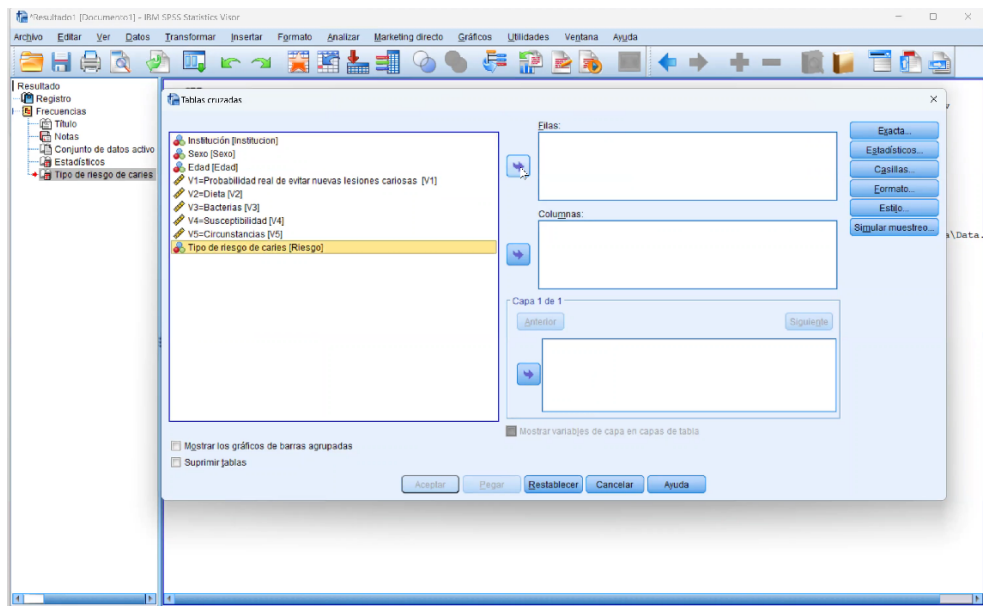 *Resultado1 [Documento1] - IBM SPSS Statistics Visor
Archivo Editar Ver Datos Transformar Insertar Formato Analizar Marketing directo Gráficos Utilidades Ventana Ayuda
Resultado
Registro
Frecuencias
Título
Notas
Conjunto de datos activo
Estadísticos
Tipo de riesgo de caries
Tablas cruzadas
Institución [Institucion]
Sexo [Sexo]
Edad [Edad]
V1=Probabilidad real de evitar nuevas lesiones cariosas [V1]
V2=Dieta [V2]
V3=Bacterias [V3]
V4=Susceptibilidad [V4]
V5=Circunstancias [V5]
Tipo de riesgo de caries [Riesgo]
Filas:
Columnas:
Capa 1 de 1
Anterior Siguiente
Mostrar variables de capa en capas de tabla
Exacta...
Estadísticos...
Casillas...
Formato...
Estilo...
Simular muestreo...
a\Data.
Mostrar los gráficos de barras agrupadas
Suprimir tablas
Aceptar Pegar Restablecer Cancelar Ayuda